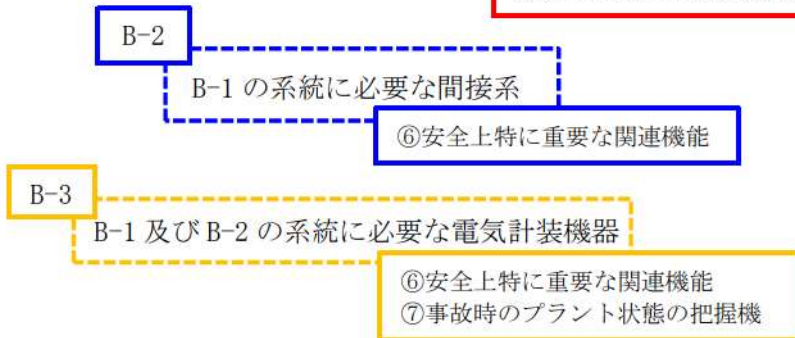 B-2
B-1 の系統に必要な間接系
⑥安全上特に重要な関連機能
B-3
B-1 及び B-2 の系統に必要な電気計装機器
⑥安全上特に重要な関連機能
⑦事故時のプラント状態の把握機